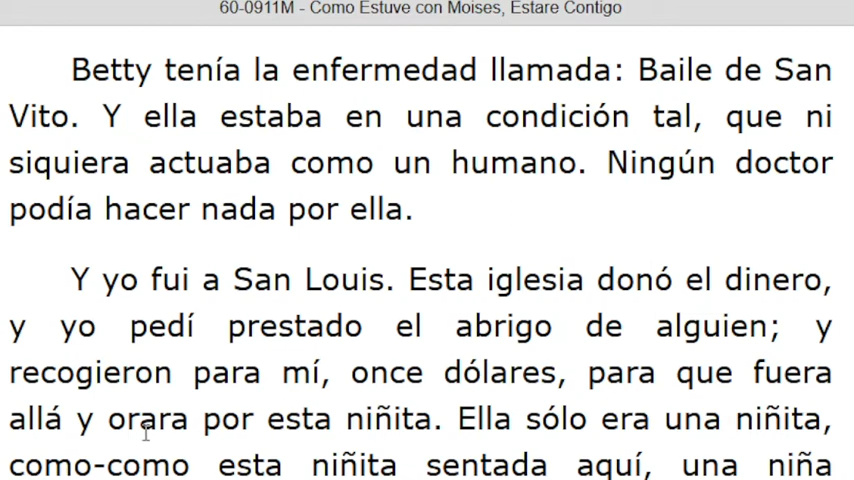 60-0911M - Como Estuve con Moises, Estare Contigo
Betty tenía la enfermedad llamada: Baile de San
Vito. Y ella estaba en una condición tal, que ni
siquiera actuaba como un humano. Ningún doctor
podía hacer nada por ella.
Y yo fui a San Louis. Esta iglesia donó el dinero,
y yo pedí prestado el abrigo de alguien; y
recogieron para mí, once dólares, para que fuera
allá y orara por esta niñita. Ella sólo era una niñita,
como-como esta niñita sentada aquí, una niña